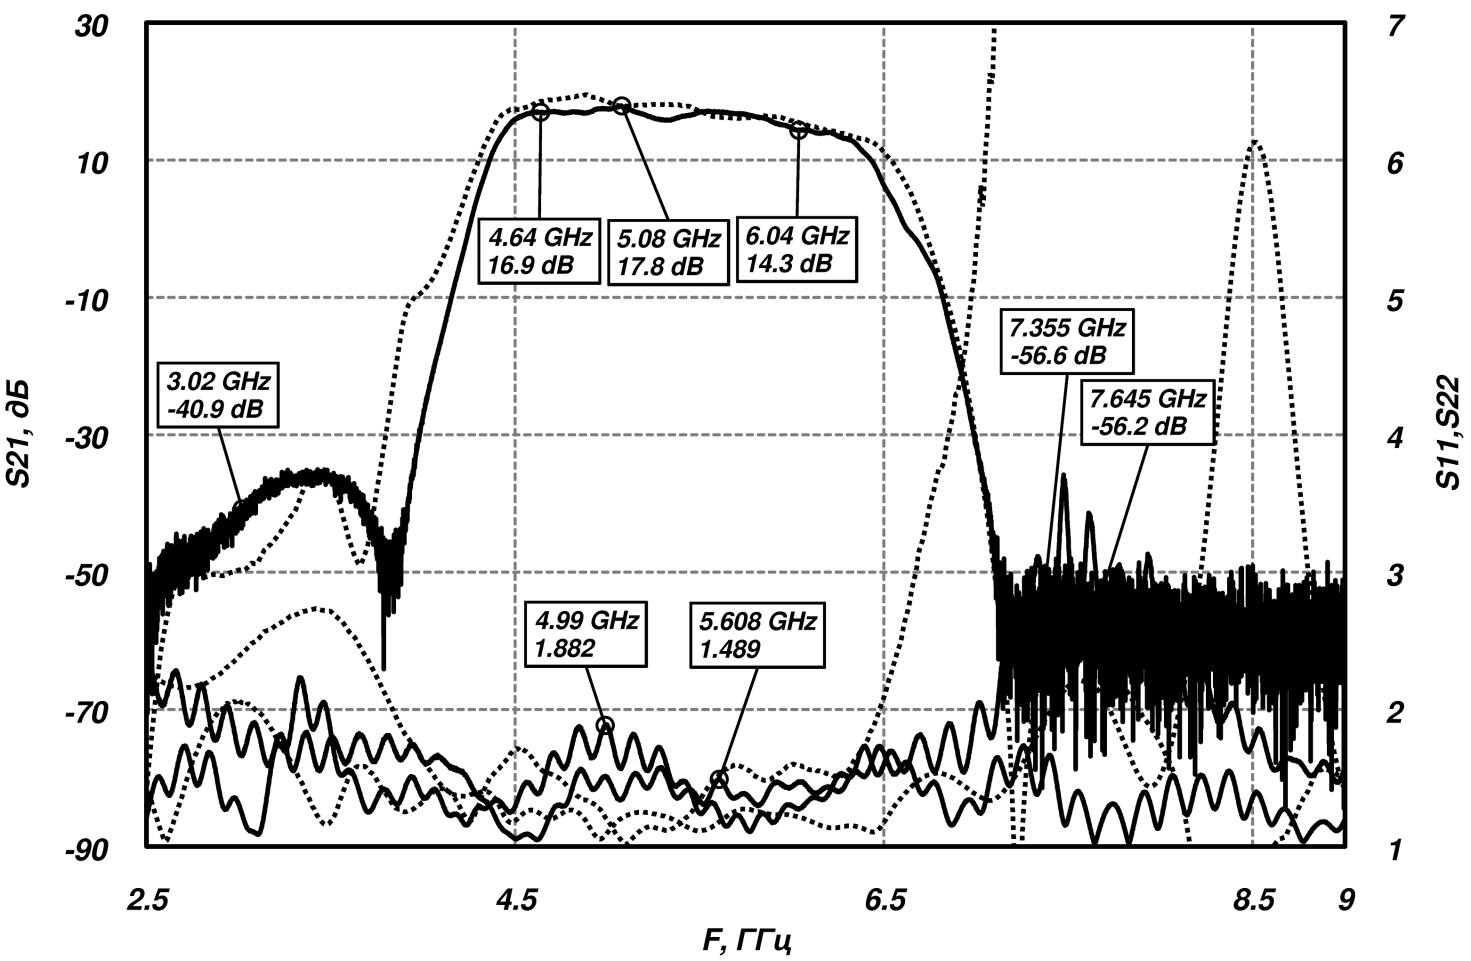 30
10
-10
-30
-50
-70
-90
S21, дБ
7
6
5
4
3
2
1
S11,S22
4.64 GHz
16.9 dB
5.08 GHz
17.8 dB
6.04 GHz
14.3 dB
7.355 GHz
-56.6 dB
3.02 GHz
-40.9 dB
7.645 GHz
-56.2 dB
4.99 GHz
1.882
5.608 GHz
1.489
2.5
4.5
6.5
8.5
9
F, ГГц